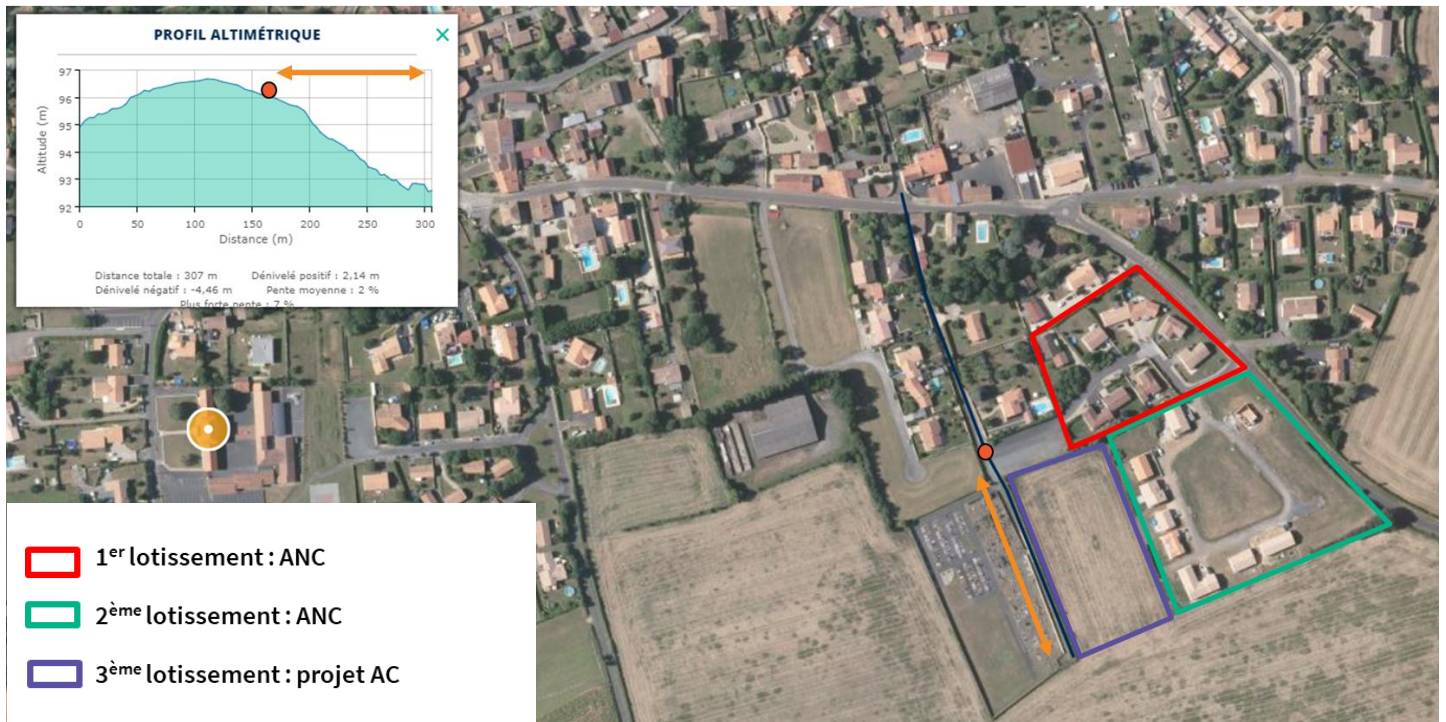 PROFIL ALTIMÉTRIQUE
×
97
96
95
94
93
92
Altitude (m)
0 50 100 150 200 250 300
Distance (m)
Distance totale : 307 m Dénivelé positif : 2,14 m
Dénivelé négatif : -4,46 m Pente moyenne : 2 %
Plus forte pente : 7 %
1er lotissement : ANC
2ème lotissement : ANC
3ème lotissement : projet AC